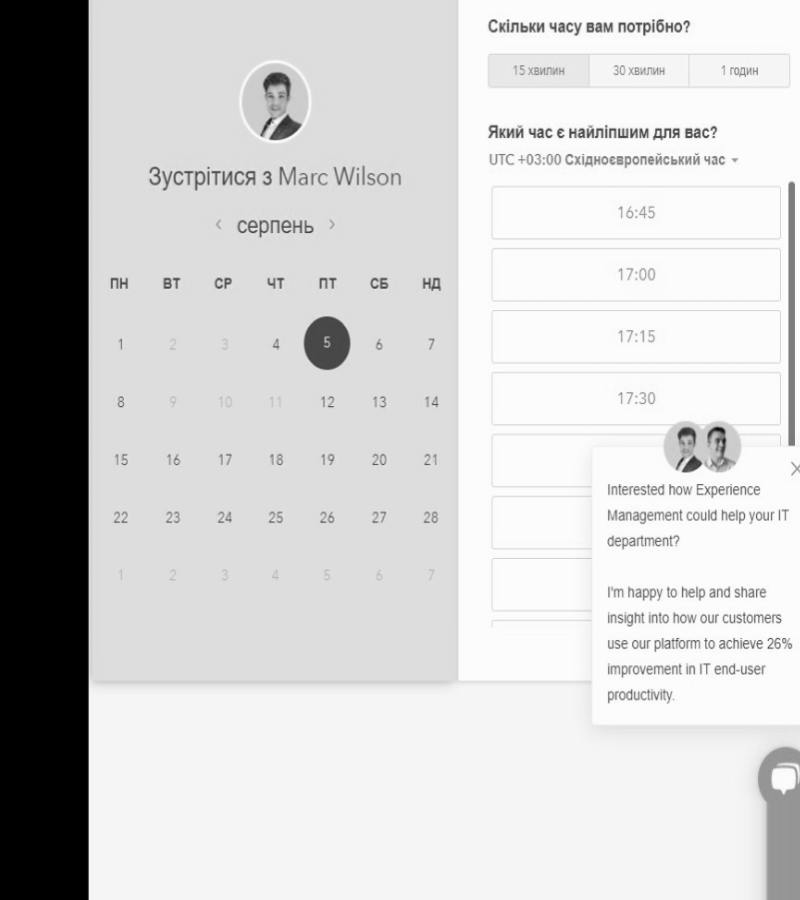 Зустрітися з Marc Wilson
‹ серпень ›
ПН ВТ СР ЧТ ПТ СБ НД
1 2 3 4 5 6 7
8 9 10 11 12 13 14
15 16 17 18 19 20 21
22 23 24 25 26 27 28
1 2 3 4 5 6 7
Скільки часу вам потрібно?
15 хвилин 30 хвилин 1 годин
Який час є найліпшим для вас?
UTC +03:00 Східноєвропейський час
16:45
17:00
17:15
17:30
Interested how Experience
Management could help your IT
department?
I'm happy to help and share
insight into how our customers
use our platform to achieve 26%
improvement in IT end-user
productivity.